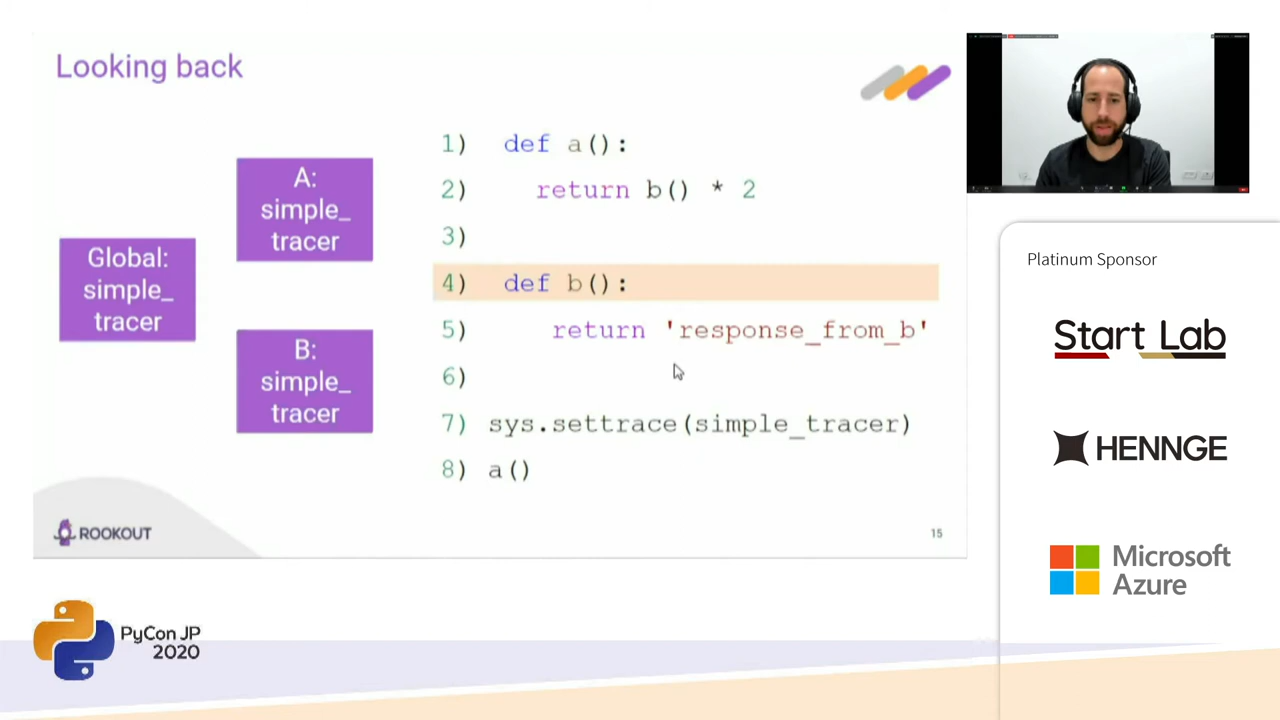 Looking back
Global:
simple_
tracer
A:
simple_
tracer
B:
simple_
tracer
1) def a():
2) return b() * 2
3)
4) def b():
5) return 'response_from_b'
6)
7) sys.settrace(simple_tracer)
8) a()
ROOKOUT
15
Platinum Sponsor
Start Lab
HENNGE
Microsoft
Azure
PyCon JP
2020